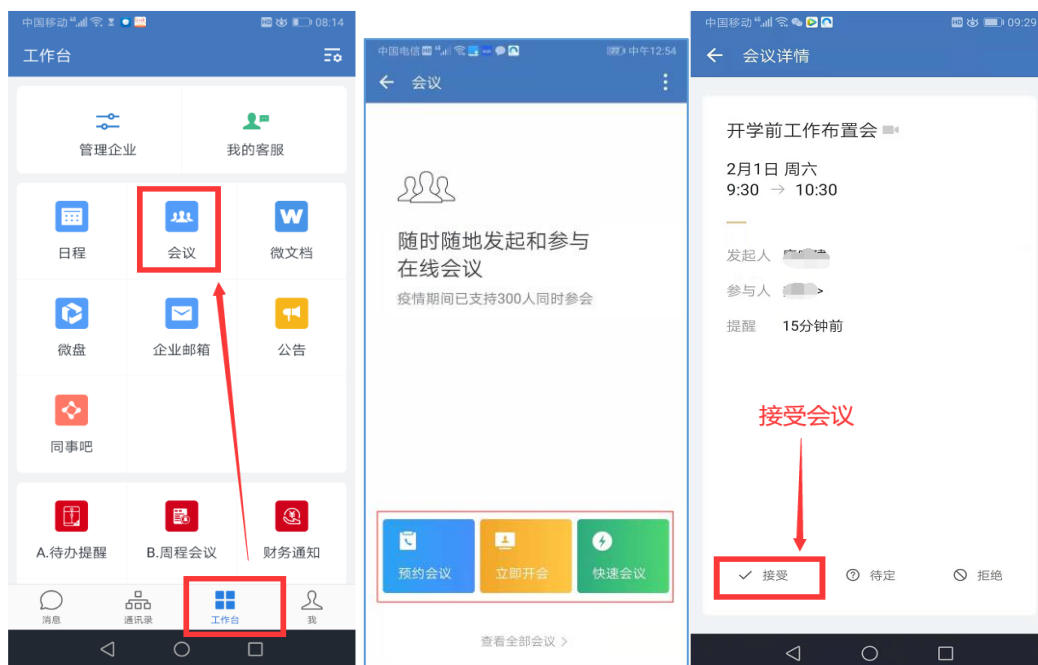 中国移动 08:14
工作台
管理企业 我的客服
日程 会议 微文档
微盘 企业邮箱 公告
同事吧
A.待办提醒 B.周程会议 财务通知
消息 通讯录 工作台 我
中国电信 中午12:54
会议
随时随地发起和参与
在线会议
疫情期间已支持300人同时参会
预约会议 立即开会 快速会议
查看全部会议 >
中国移动 09:29
会议详情
开学前工作布置会
2月1日 周六
9:30 → 10:30
发起人
参与人
提醒 15分钟前
接受会议
接受 待定 拒绝